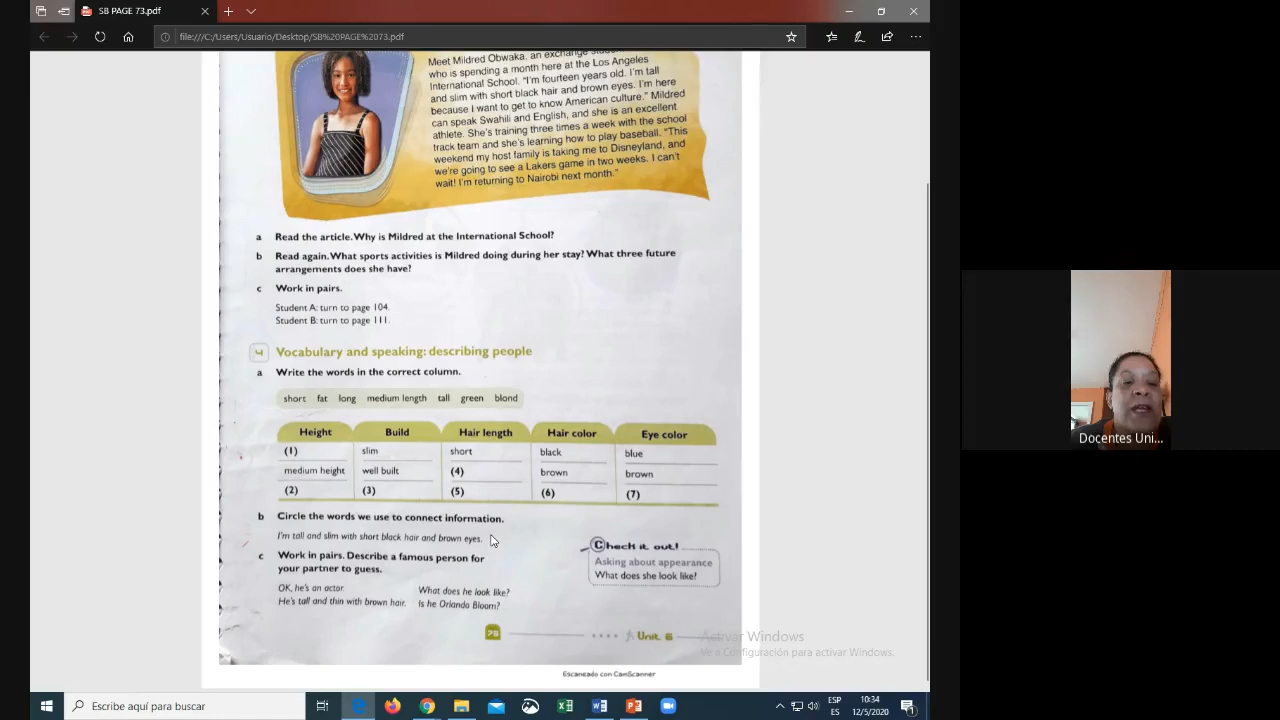 SB PAGE 73.pdf
file:///C:/Users/Usuario/Desktop/SB%20PAGE%2073.pdf
Meet Mildred Obwaka, an exchange
who is spending a month here at the Los Angeles
International School. "I'm fourteen years old. I'm tall
and slim with short black hair and brown eyes. I'm here
because I want to get to know American culture." Mildred
can speak Swahili and English, and she is an excellent
athlete. She's training three times a week with the school
track team and she's learning how to play baseball. "This
weekend my host family is taking me to Disneyland, and
we're going to see a Lakers game in two weeks. I can't
wait! I'm returning to Nairobi next month."
a Read the article. Why is Mildred at the International School?
b Read again. What sports activities is Mildred doing during her stay? What three future
arrangements does she have?
c Work in pairs.
Student A: turn to page 104.
Student B: turn to page 111.
4 Vocabulary and speaking: describing people
a Write the words in the correct column.
short fat long medium length tall green blond
Height Build Hair length Hair color Eye color
(1) slim short black blue
medium height well built (4) brown brown
(2) (3) (5) (6) (7)
b Circle the words we use to connect information.
I'm tall and slim with short black hair and brown eyes.
c Work in pairs. Describe a famous person for
your partner to guess.
OK, he's an actor. What does he look like?
He's tall and thin with brown hair. Is he Orlando Bloom?
Check it out!
Asking about appearance
What does she look like?
Unit 6
Activar Windows
Ve a Configuración para activar Windows.
Escaneado con CamScanner
Docentes Uni...
Escribe aquí para buscar
ESP
ES
10:34
12/5/2020
1